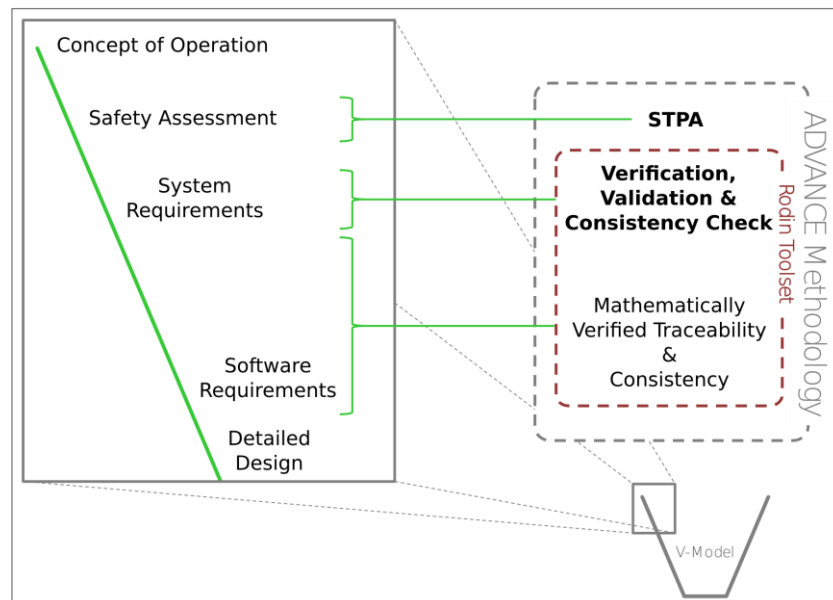 Concept of Operation
Safety Assessment
System
Requirements
Software
Requirements
Detailed
Design
STPA
Verification,
Validation &
Consistency Check
Mathematically
Verified Traceability
&
Consistency
Rodin Toolset
ADVANCE Methodology
V-Model